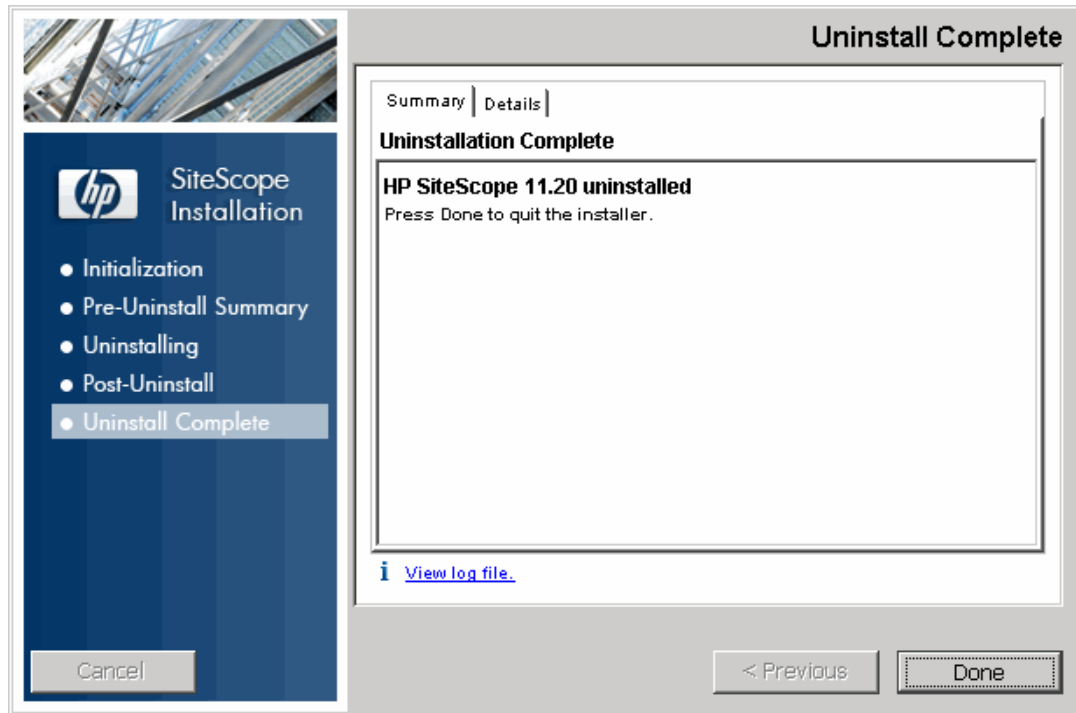 Uninstall Complete
hp
SiteScope
Installation
Initialization
Pre-Uninstall Summary
Uninstalling
Post-Uninstall
Uninstall Complete
Summary
Details
Uninstallation Complete
HP SiteScope 11.20 uninstalled
Press Done to quit the installer.
i View log file.
Cancel
< Previous
Done